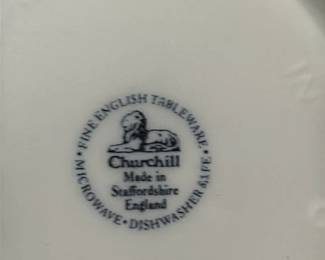 • FINE ENGLISH TABLEWARE •
Churchill
Made in
Staffordshire
England
MICROWAVE • DISHWASHER SAFE